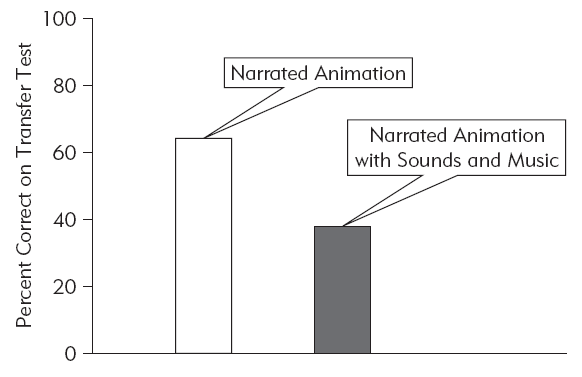 Percent Correct on Transfer Test
100
80
60
40
20
0
Narrated Animation
Narrated Animation
with Sounds and Music